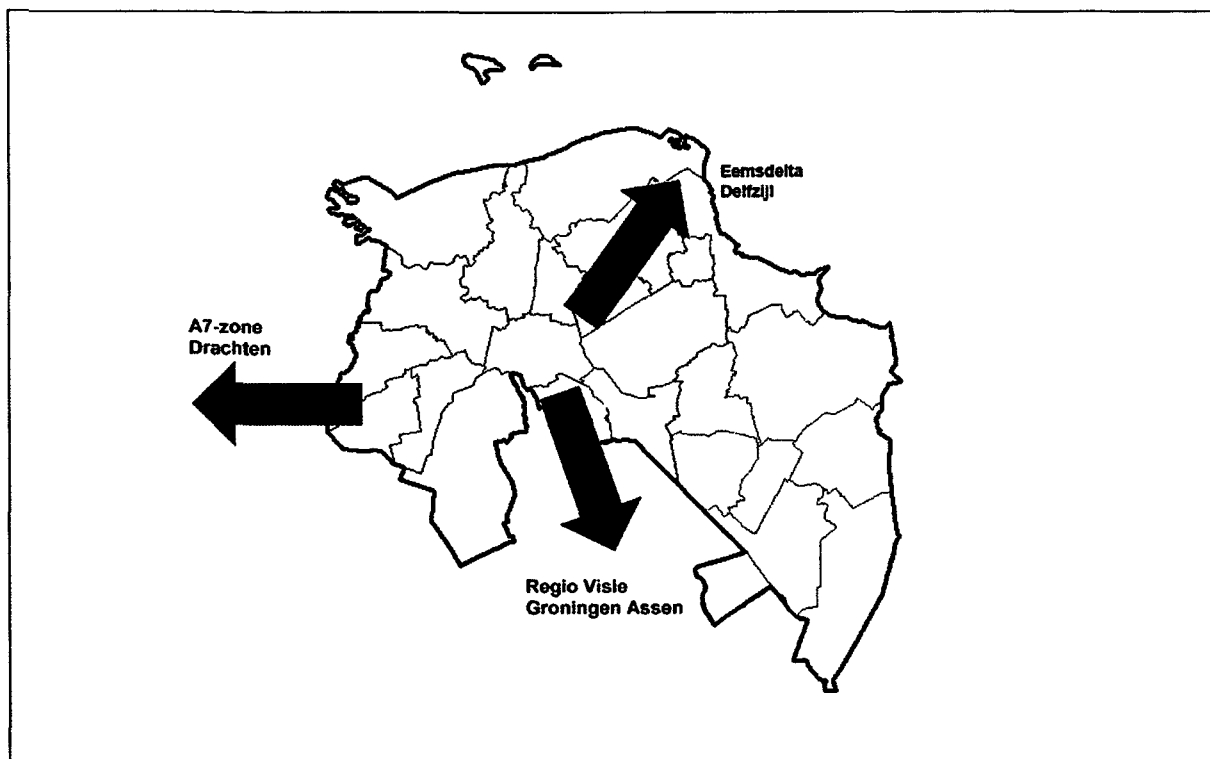 Eemsdelta
Delfzijl
A7-zone
Drachten
Regio Visie
Groningen Assen